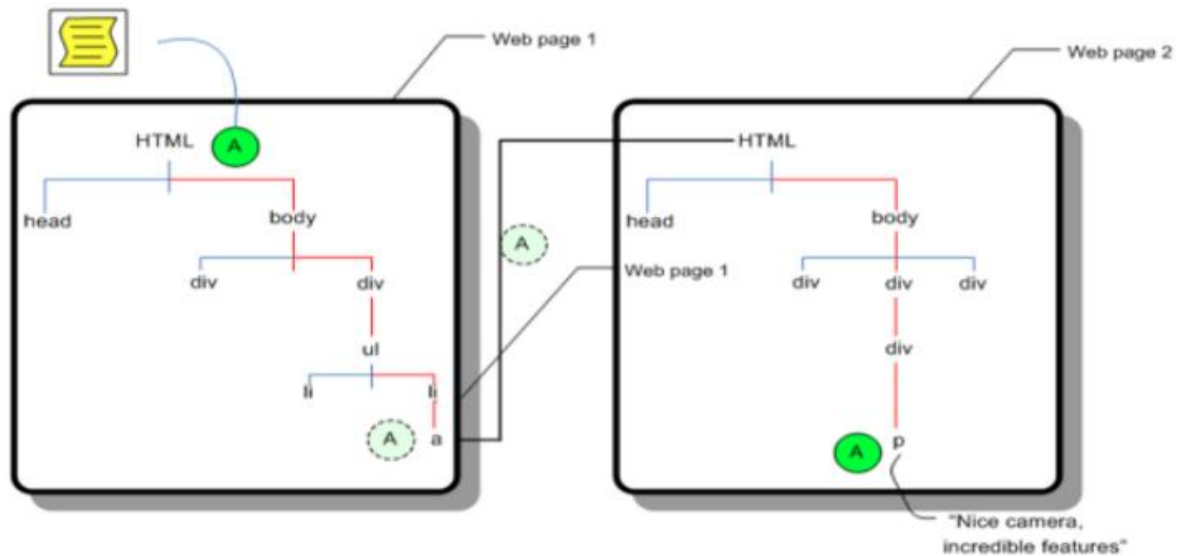 Web page 1
Web page 2
HTML
A
head
body
div
div
ul
li
li
A
a
A
Web page 1
HTML
head
body
div
div
div
div
A
p
"Nice camera,
incredible features"